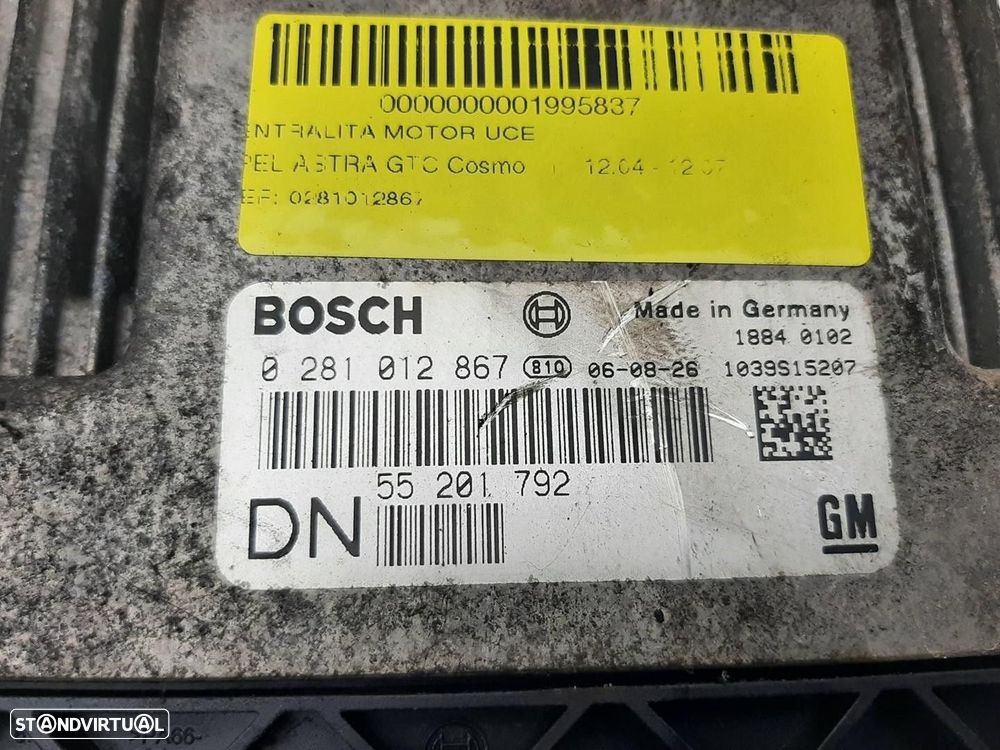 0000000001995837
ENTRALITA MOTOR UCE
PEL ASTRA GTC Cosmo 12.04 - 12.07
EF: 0281012867
BOSCH
Made in Germany
1884 0102
0 281 012 867 810 06-08-26 1039S15207
55 201 792
DN
GM
STANDVIRTUAL